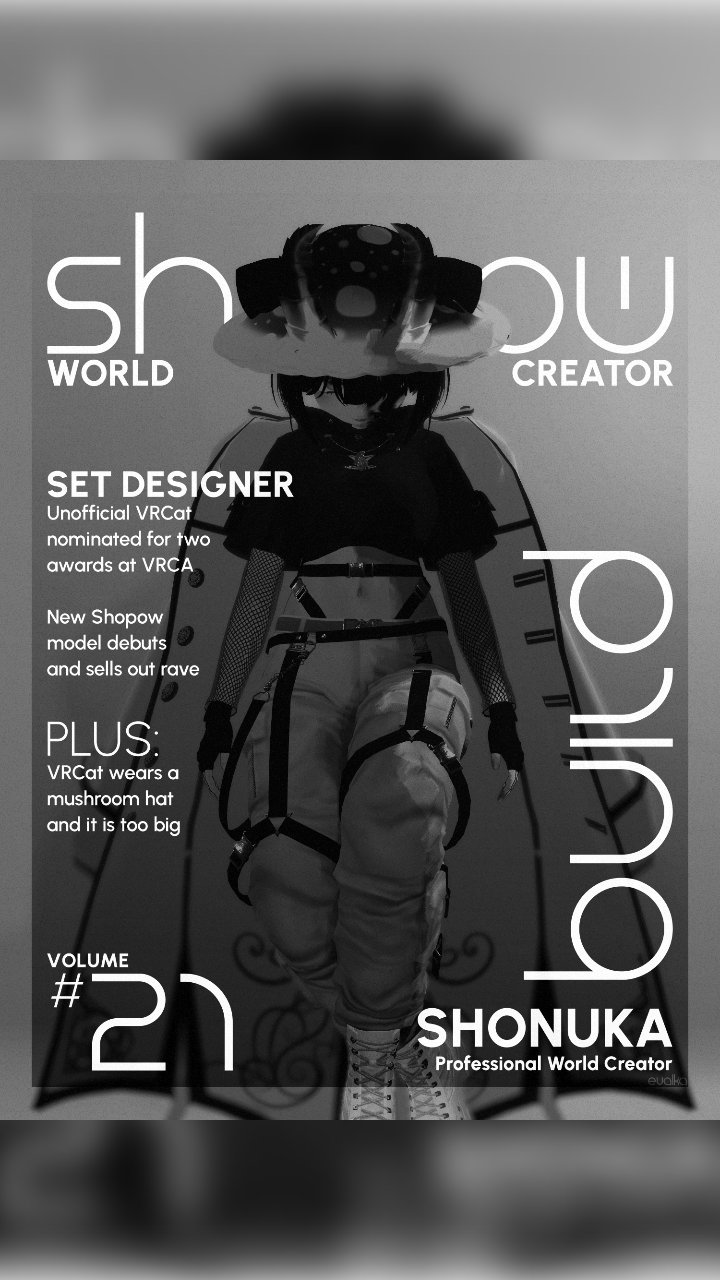 sh ow
WORLD CREATOR
SET DESIGNER
Unofficial VRCat
nominated for two
awards at VRCA
New Shopow
model debuts
and sells out rave
PLUS:
VRCat wears a
mushroom hat
and it is too big
build
VOLUME
#21
SHONUKA
Professional World Creator
evalka